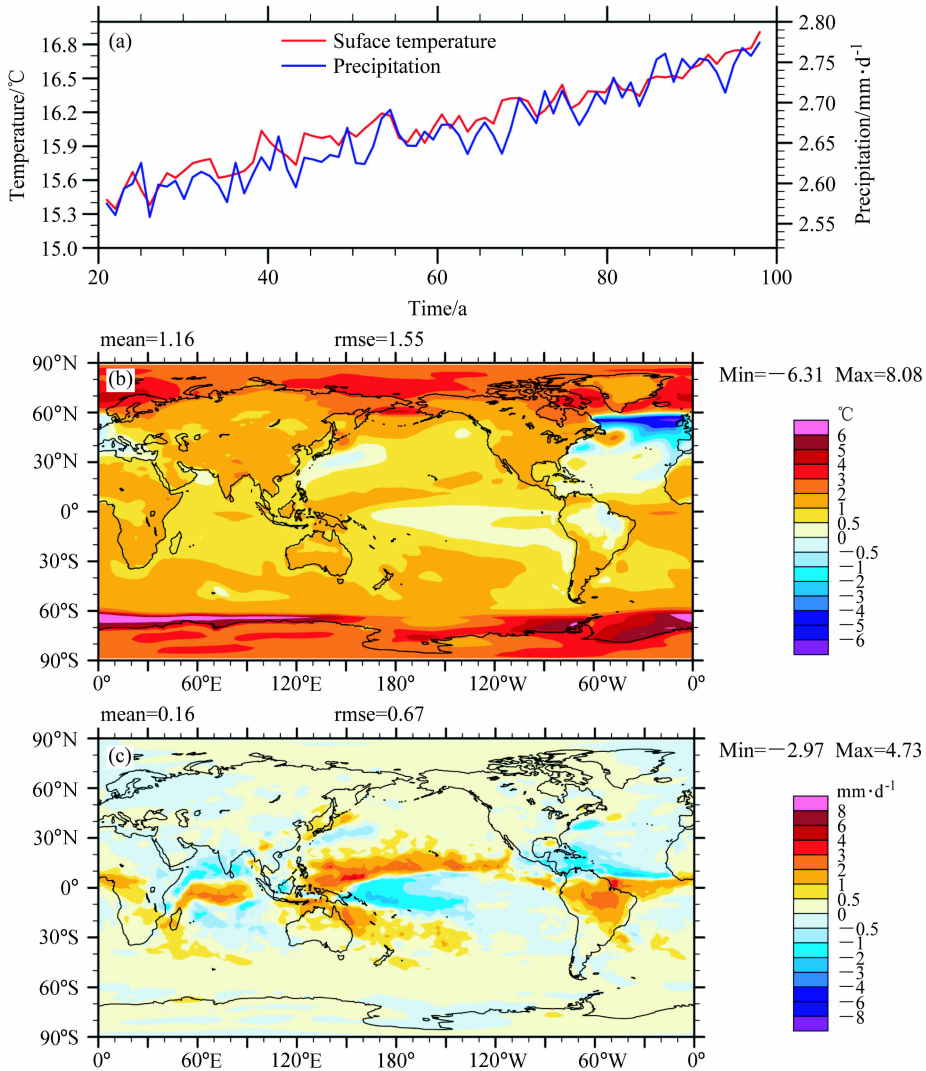 (a)
Suface temperature
Precipitation
Temperature/℃
16.8
16.5
16.2
15.9
15.6
15.3
15.0
2.80
2.75
2.70
2.65
2.60
2.55
Precipitation/mm·d⁻¹
20 40 60 80 100
Time/a
mean=1.16 rmse=1.55
(b)
Min=−6.31 Max=8.08
90°N
60°N
30°N
0°
30°S
60°S
90°S
0° 60°E 120°E 180° 120°W 60°W 0°
℃
6
5
4
3
2
1
0.5
0
−0.5
−1
−2
−3
−4
−5
−6
mean=0.16 rmse=0.67
(c)
Min=−2.97 Max=4.73
90°N
60°N
30°N
0°
30°S
60°S
90°S
0° 60°E 120°E 180° 120°W 60°W 0°
mm·d⁻¹
8
6
4
3
2
1
0.5
0
−0.5
−1
−2
−3
−4
−6
−8